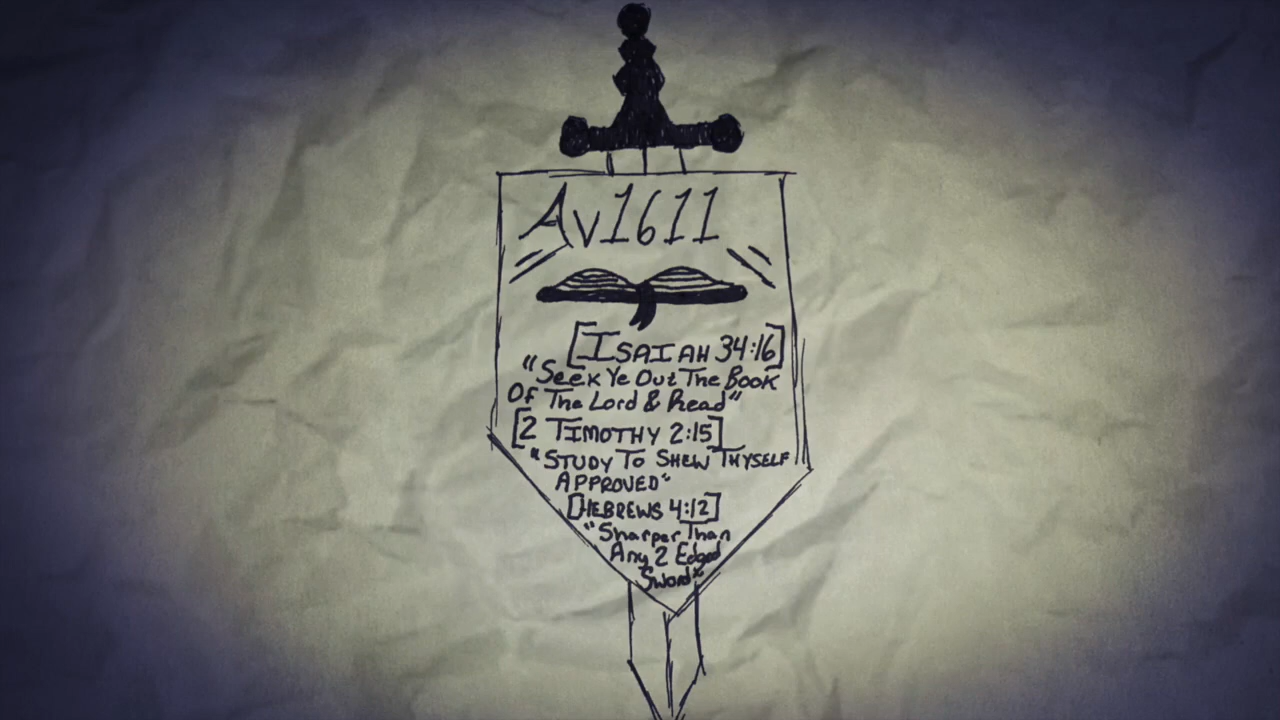 Av1611
[ISAIAH 34:16]
"Seek Ye Out The Book
Of The Lord & Read"
[2 TIMOTHY 2:15]
"STUDY TO SHEW THYSELF
APPROVED"
[HEBREWS 4:12]
"Sharper Than
Any 2 Edged
Sword"